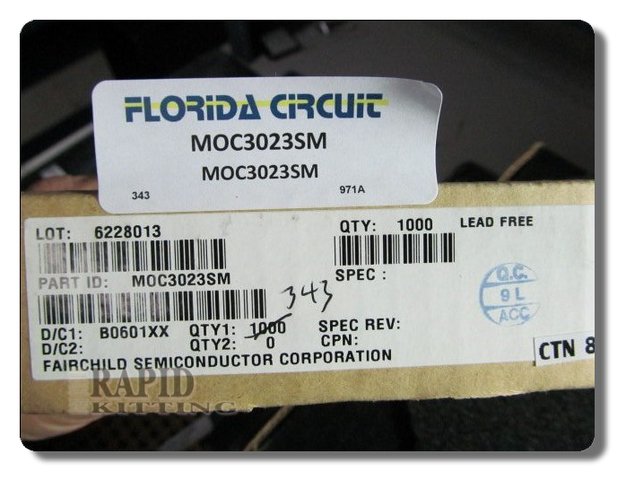 FLORIDA CIRCUIT
MOC3023SM
MOC3023SM
343 971A
LOT: 6228013 QTY: 1000 LEAD FREE
PART ID: MOC3023SM SPEC :
343
Q.C.
9L
ACC
D/C1: B0601XX QTY1: 1000 SPEC REV:
D/C2: QTY2: 0 CPN:
FAIRCHILD SEMICONDUCTOR CORPORATION
CTN 8
RAPID
KITTING